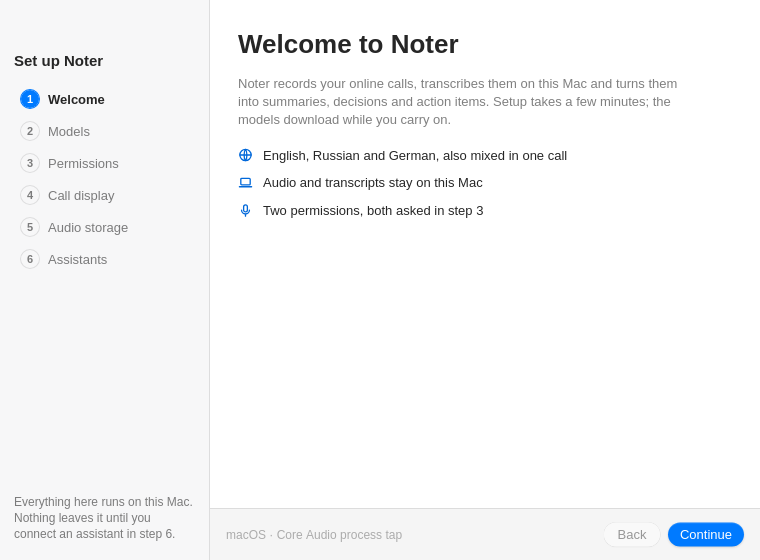 Set up Noter
1 Welcome
2 Models
3 Permissions
4 Call display
5 Audio storage
6 Assistants
Everything here runs on this Mac.
Nothing leaves it until you
connect an assistant in step 6.
Welcome to Noter
Noter records your online calls, transcribes them on this Mac and turns them
into summaries, decisions and action items. Setup takes a few minutes; the
models download while you carry on.
English, Russian and German, also mixed in one call
Audio and transcripts stay on this Mac
Two permissions, both asked in step 3
macOS · Core Audio process tap
Back
Continue